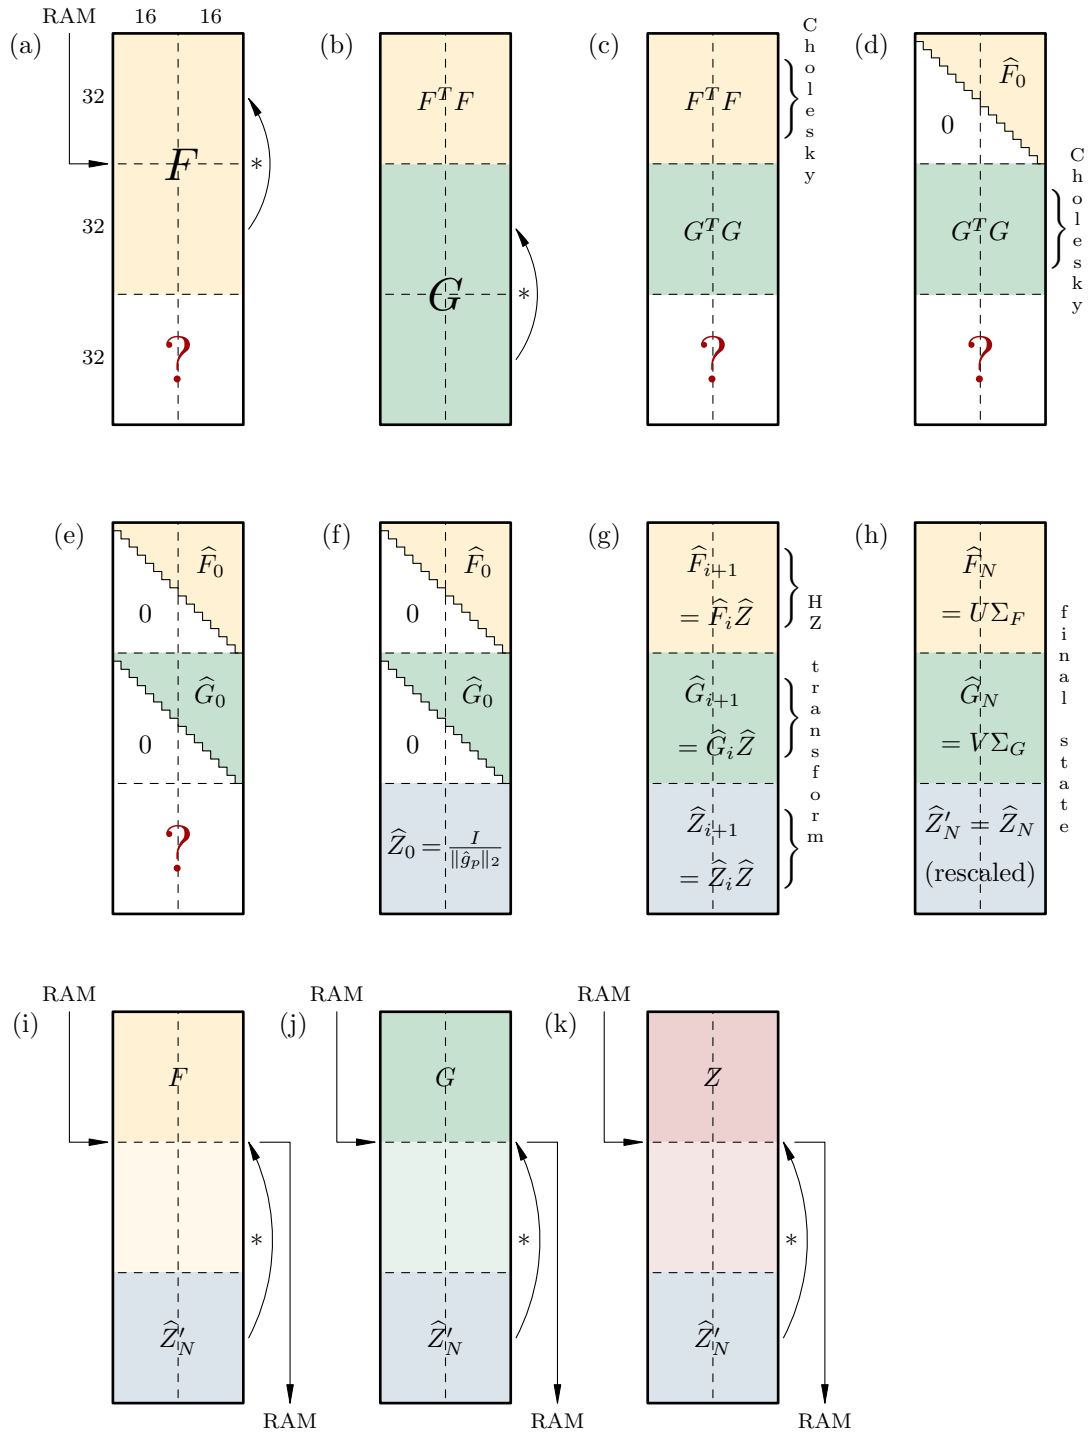 RAM 16 16
(a) (b) (c) (d)
32
32
32
F
*
?
F^T F
G
*
F^T F
G^T G
?
Cholesky
F̂_0
0
G^T G
?
Cholesky
(e) (f) (g) (h)
F̂_0
0
Ĝ_0
0
?
F̂_0
0
Ĝ_0
0
Ẑ_0 = I / ‖ĝ_p‖_2
F̂_{i+1}
= F̂_i Ẑ
Ĝ_{i+1}
= Ĝ_i Ẑ
Ẑ_{i+1}
= Ẑ_i Ẑ
HZ transform
F̂_N
= UΣ_F
Ĝ_N
= VΣ_G
Ẑ′_N = Ẑ_N
(rescaled)
final state
RAM RAM RAM
(i) (j) (k)
F
*
Ẑ′_N
RAM
G
*
Ẑ′_N
RAM
Z
*
Ẑ′_N
RAM